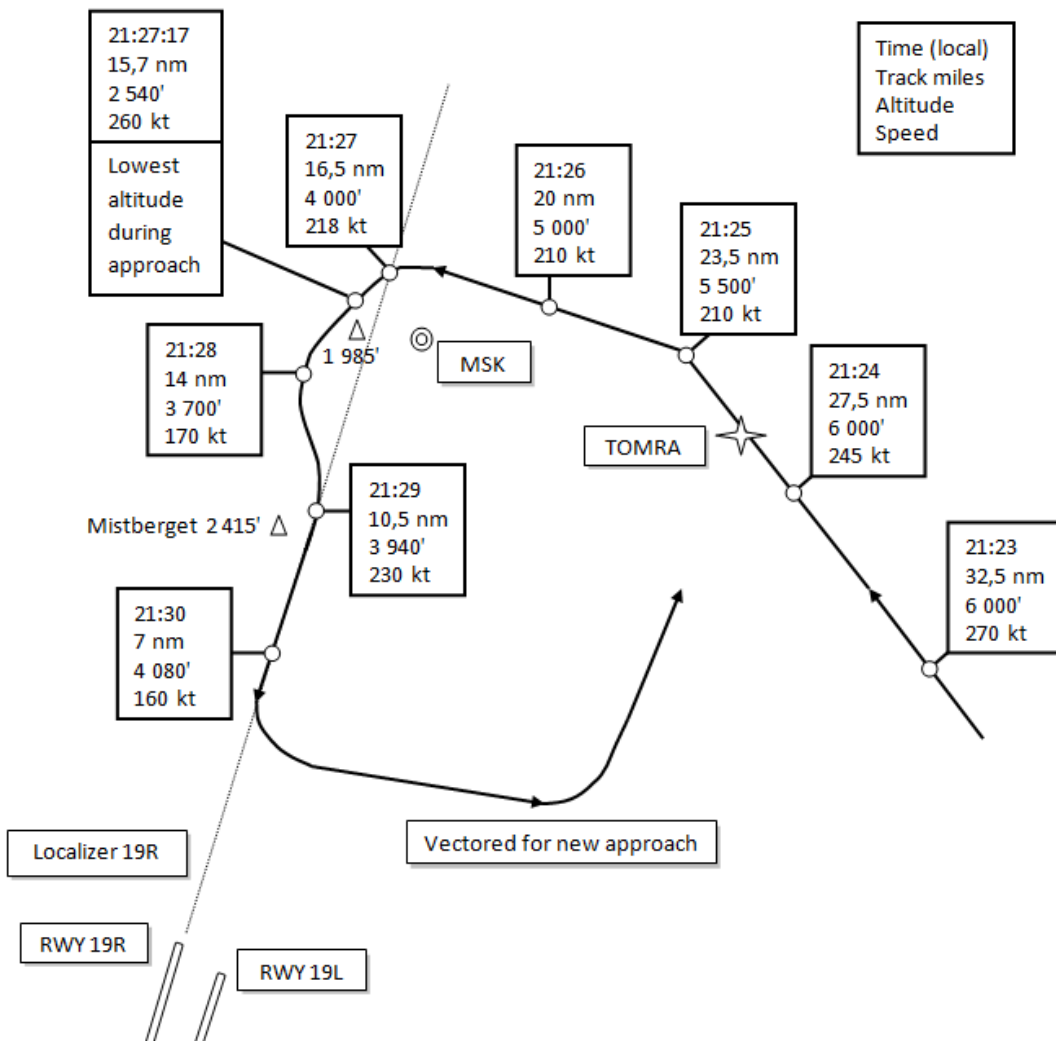 21:27:17
15,7 nm
2 540'
260 kt
Lowest
altitude
during
approach
21:27
16,5 nm
4 000'
218 kt
21:26
20 nm
5 000'
210 kt
21:25
23,5 nm
5 500'
210 kt
Time (local)
Track miles
Altitude
Speed
21:28
14 nm
3 700'
170 kt
1 985'
MSK
TOMRA
21:24
27,5 nm
6 000'
245 kt
Mistberget 2 415'
21:29
10,5 nm
3 940'
230 kt
21:23
32,5 nm
6 000'
270 kt
21:30
7 nm
4 080'
160 kt
Localizer 19R
Vectored for new approach
RWY 19R
RWY 19L